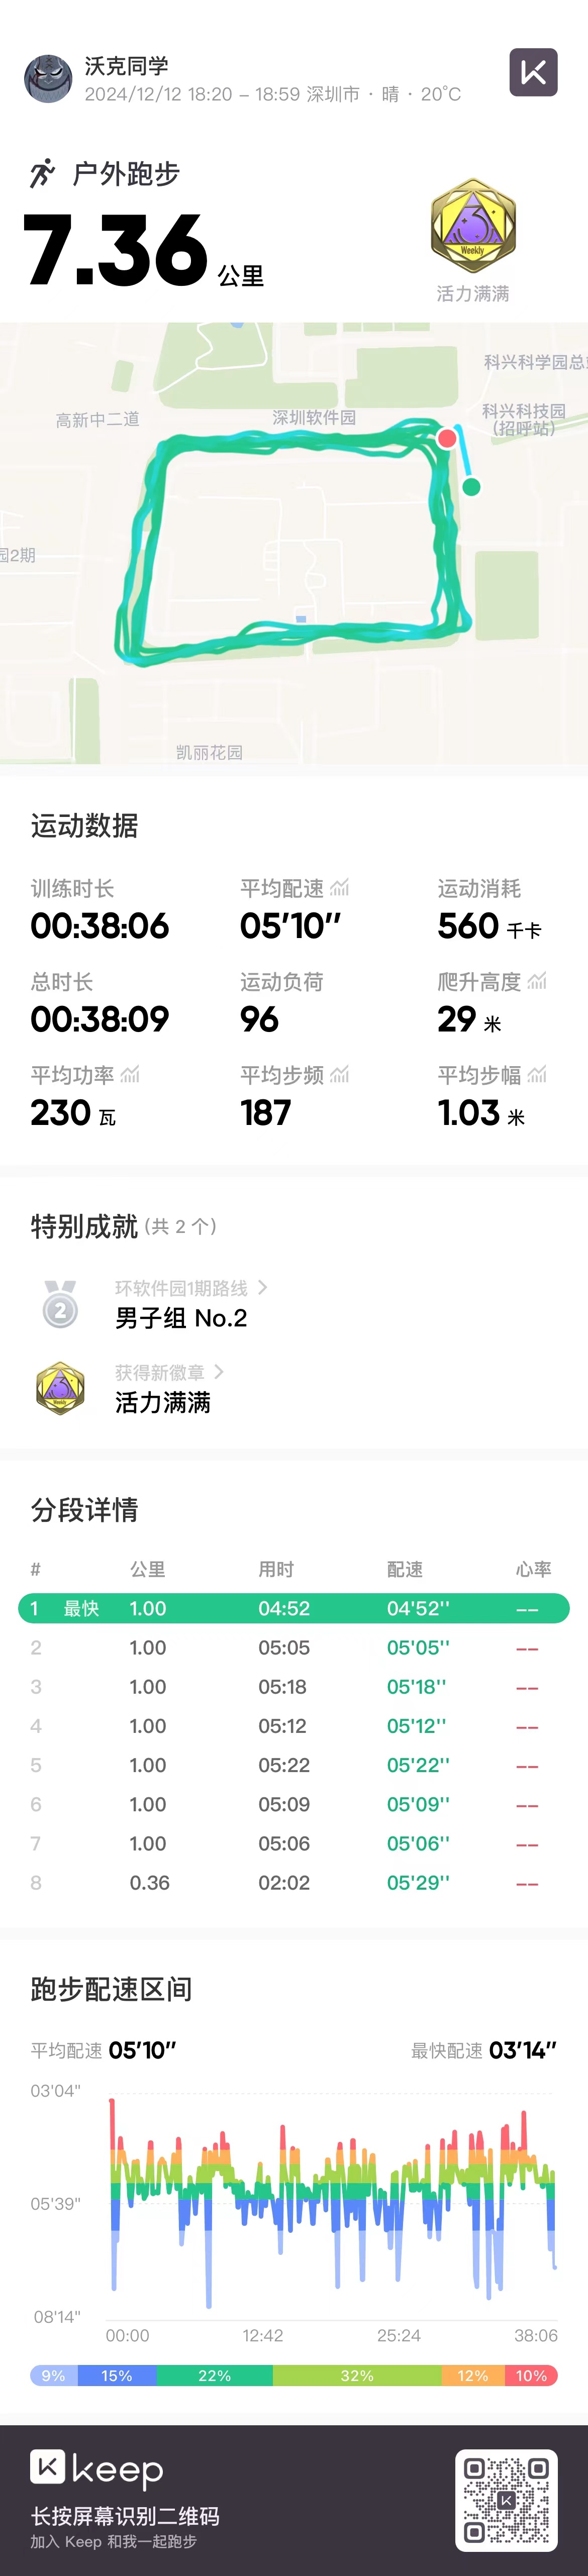 沃克同学
2024/12/12 18:20 – 18:59 深圳市 · 晴 · 20°C
户外跑步
7.36 公里
3
Weekly
活力满满
科兴科学园总
高新中二道
深圳软件园
科兴科技园
(招呼站)
园2期
凯丽花园
运动数据
训练时长 平均配速 运动消耗
00:38:06 05'10'' 560 千卡
总时长 运动负荷 爬升高度
00:38:09 96 29 米
平均功率 平均步频 平均步幅
230 瓦 187 1.03 米
特别成就 (共 2 个)
2
环软件园1期路线
男子组 No.2
3
Weekly
获得新徽章
活力满满
分段详情
# 公里 用时 配速 心率
1 最快 1.00 04:52 04'52'' --
2 1.00 05:05 05'05'' --
3 1.00 05:18 05'18'' --
4 1.00 05:12 05'12'' --
5 1.00 05:22 05'22'' --
6 1.00 05:09 05'09'' --
7 1.00 05:06 05'06'' --
8 0.36 02:02 05'29'' --
跑步配速区间
平均配速 05'10'' 最快配速 03'14''
03'04"
05'39"
08'14"
00:00 12:42 25:24 38:06
9% 15% 22% 32% 12% 10%
keep
长按屏幕识别二维码
加入 Keep 和我一起跑步